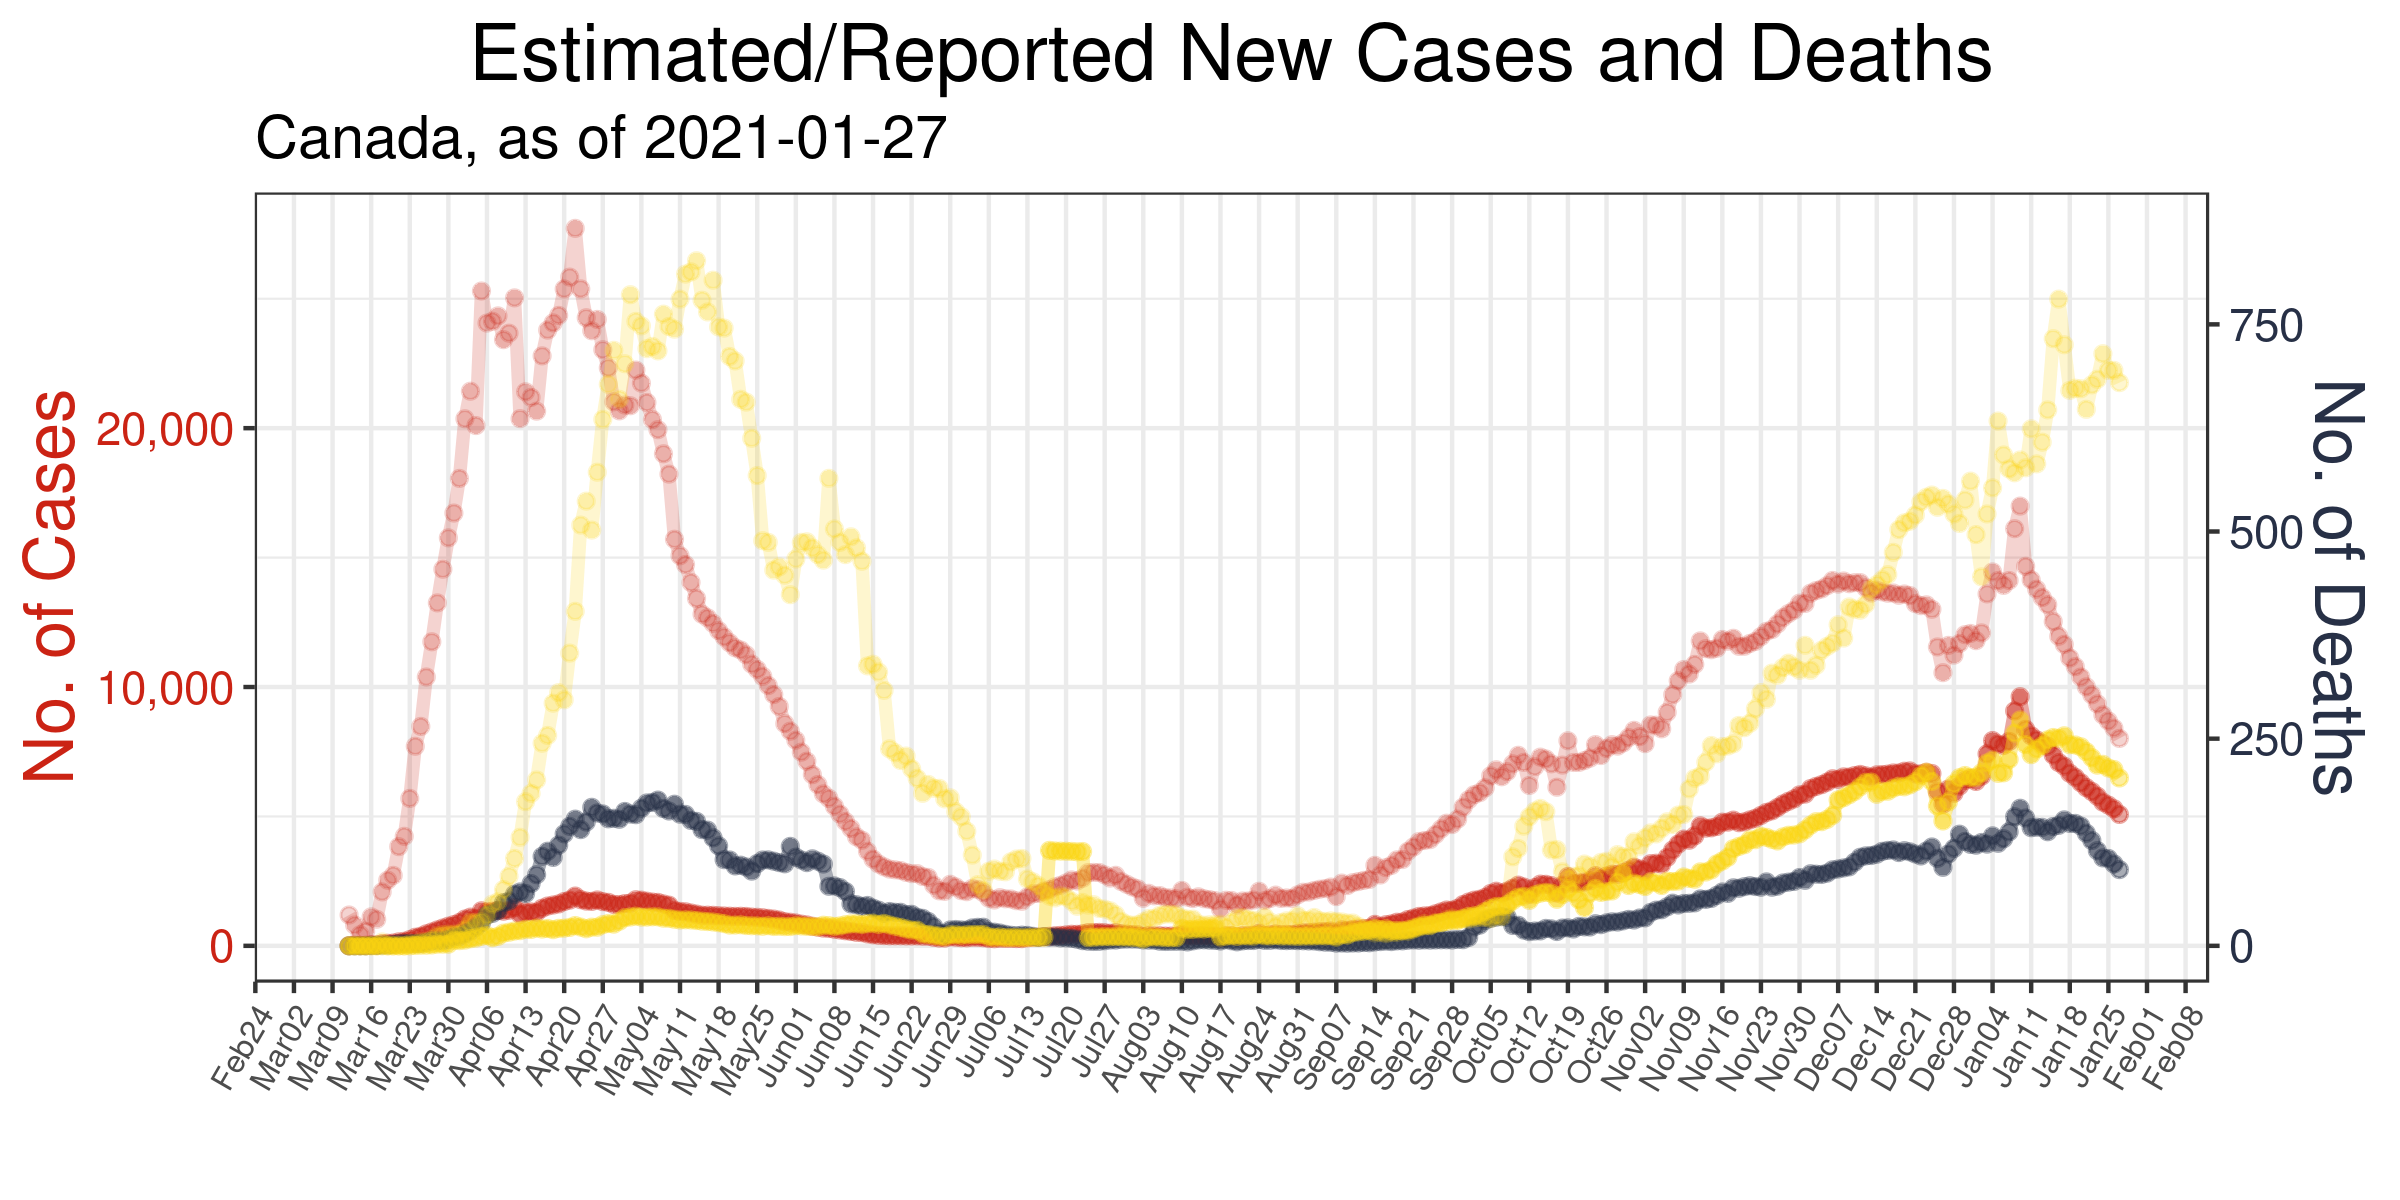 Estimated/Reported New Cases and Deaths
Canada, as of 2021-01-27
No. of Cases
20,000
10,000
0
750
500
250
0
No. of Deaths
Feb24
Mar02
Mar09
Mar16
Mar23
Mar30
Apr06
Apr13
Apr20
Apr27
May04
May11
May18
May25
Jun01
Jun08
Jun15
Jun22
Jun29
Jul06
Jul13
Jul20
Jul27
Aug03
Aug10
Aug17
Aug24
Aug31
Sep07
Sep14
Sep21
Sep28
Oct05
Oct12
Oct19
Oct26
Nov02
Nov09
Nov16
Nov23
Nov30
Dec07
Dec14
Dec21
Dec28
Jan04
Jan11
Jan18
Jan25
Feb01
Feb08